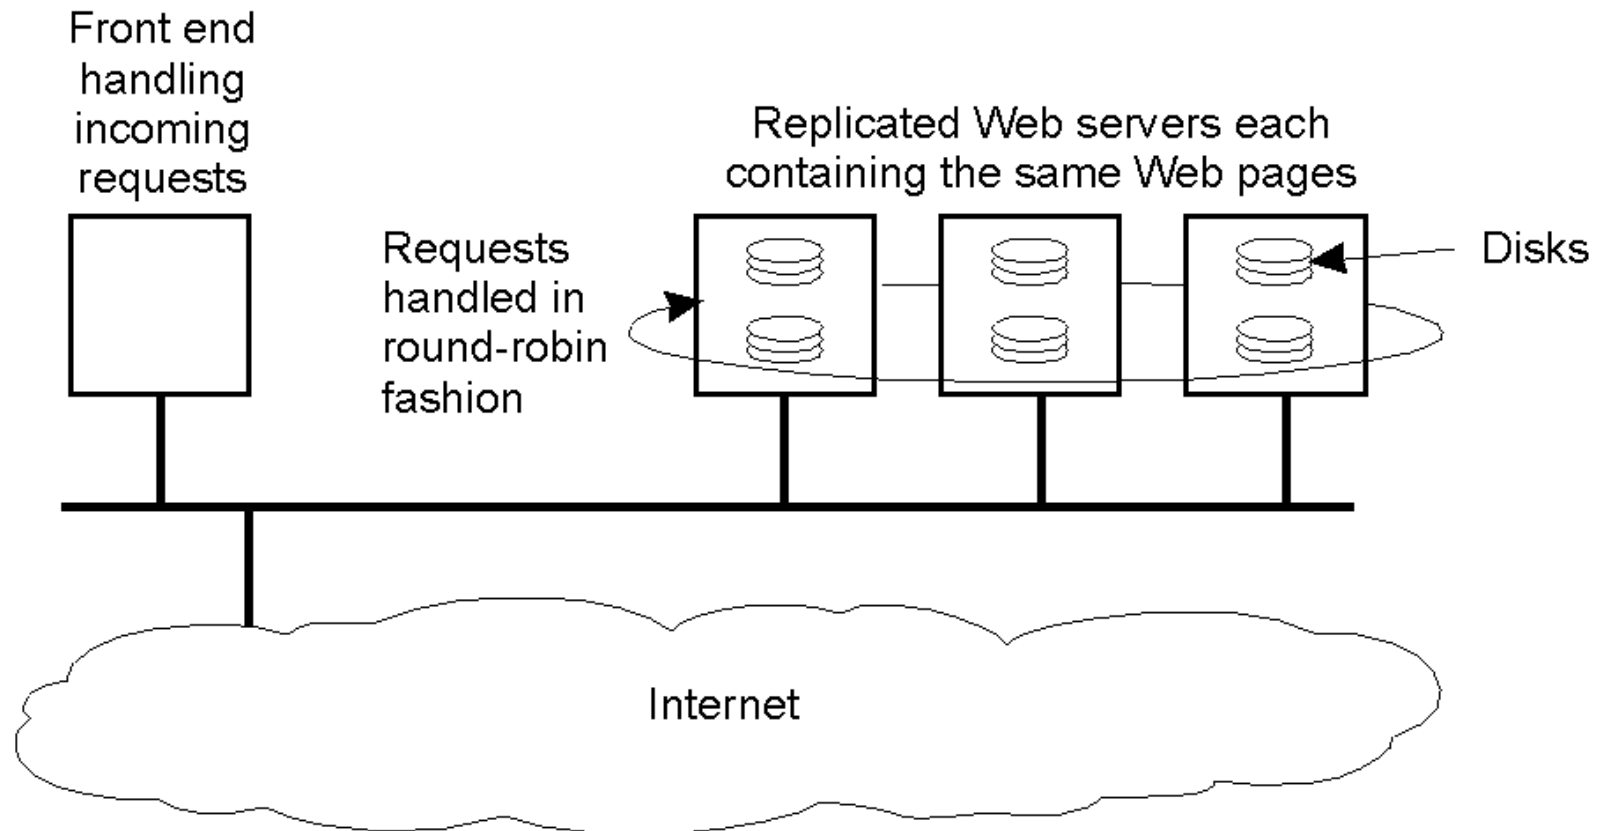 Front end
handling
incoming
requests
Replicated Web servers each
containing the same Web pages
Requests
handled in
round-robin
fashion
Disks
Internet